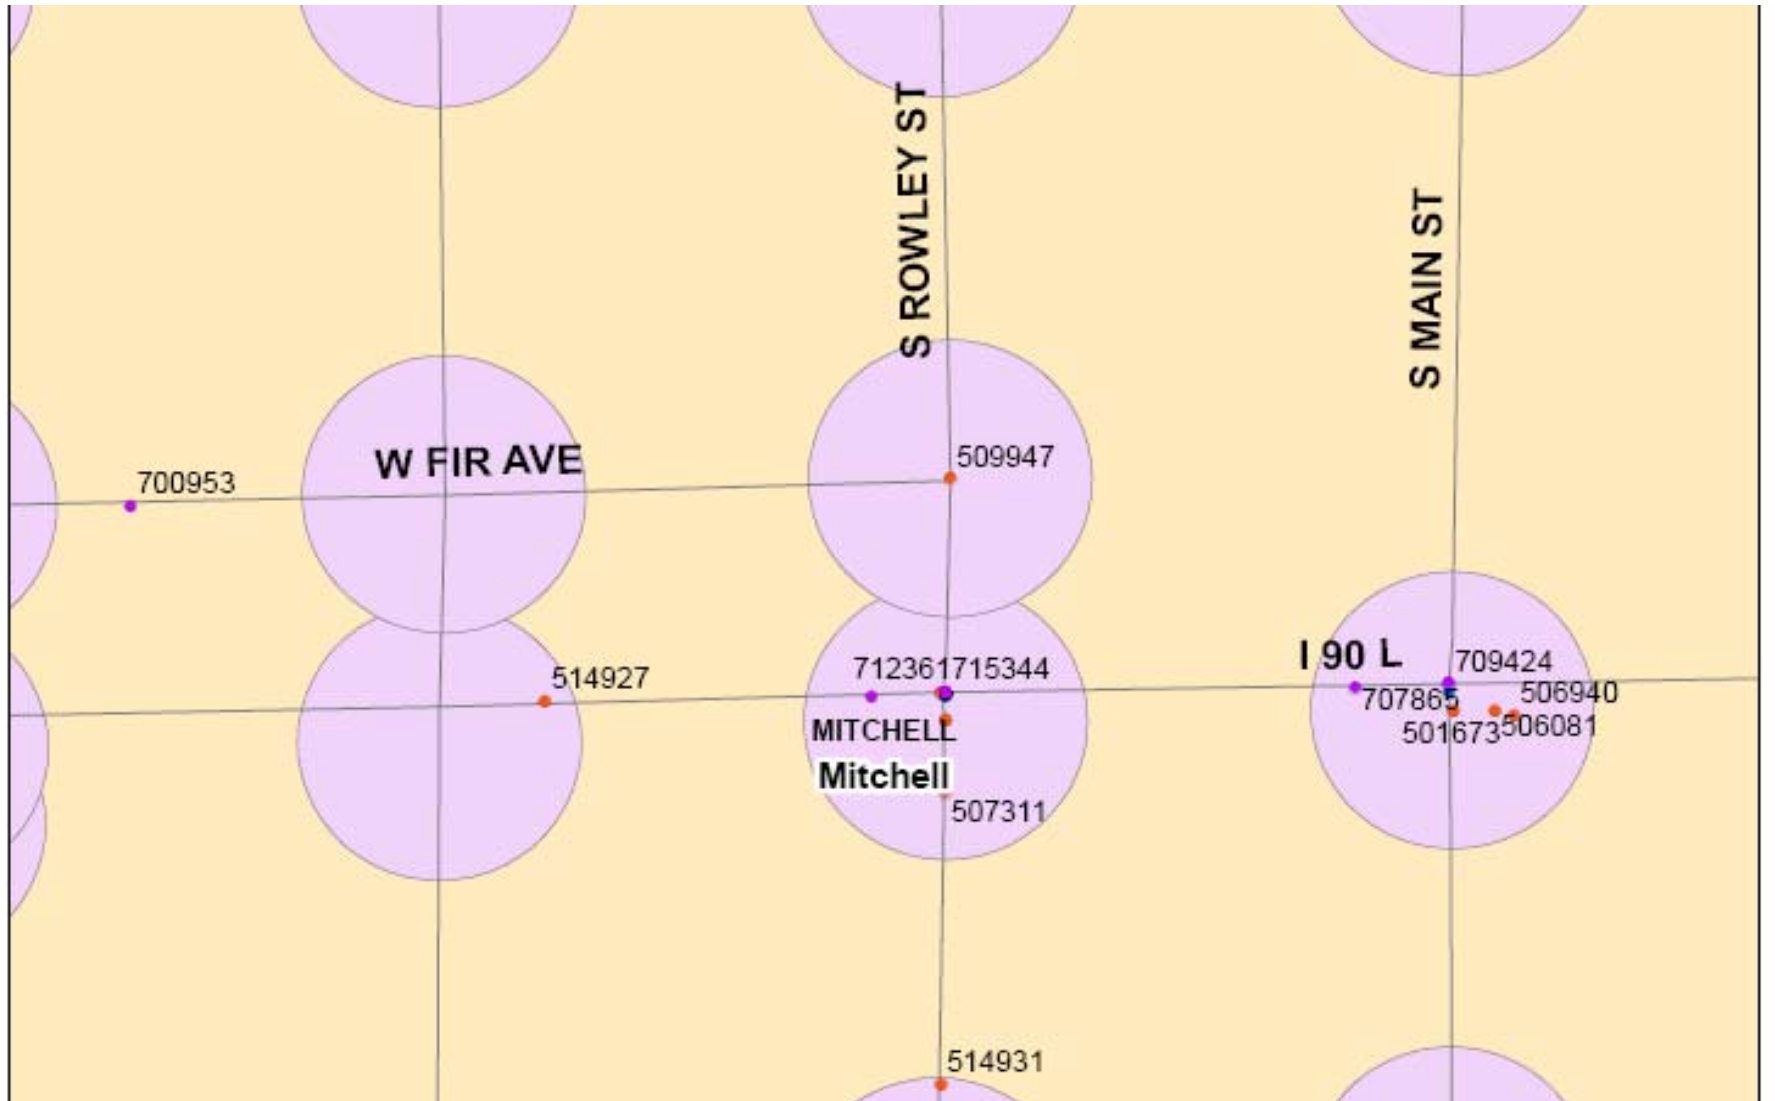 S ROWLEY ST
S MAIN ST
W FIR AVE
509947
700953
I 90 L
709424
712361715344
514927
707865
506940
MITCHELL
501673
506081
Mitchell
507311
514931